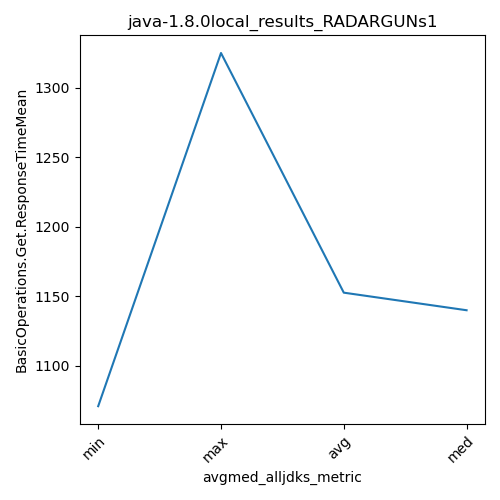 java-1.8.0local_results_RADARGUNs1
BasicOperations.Get.ResponseTimeMean
1300
1250
1200
1150
1100
min
max
avg
med
avgmed_alljdks_metric